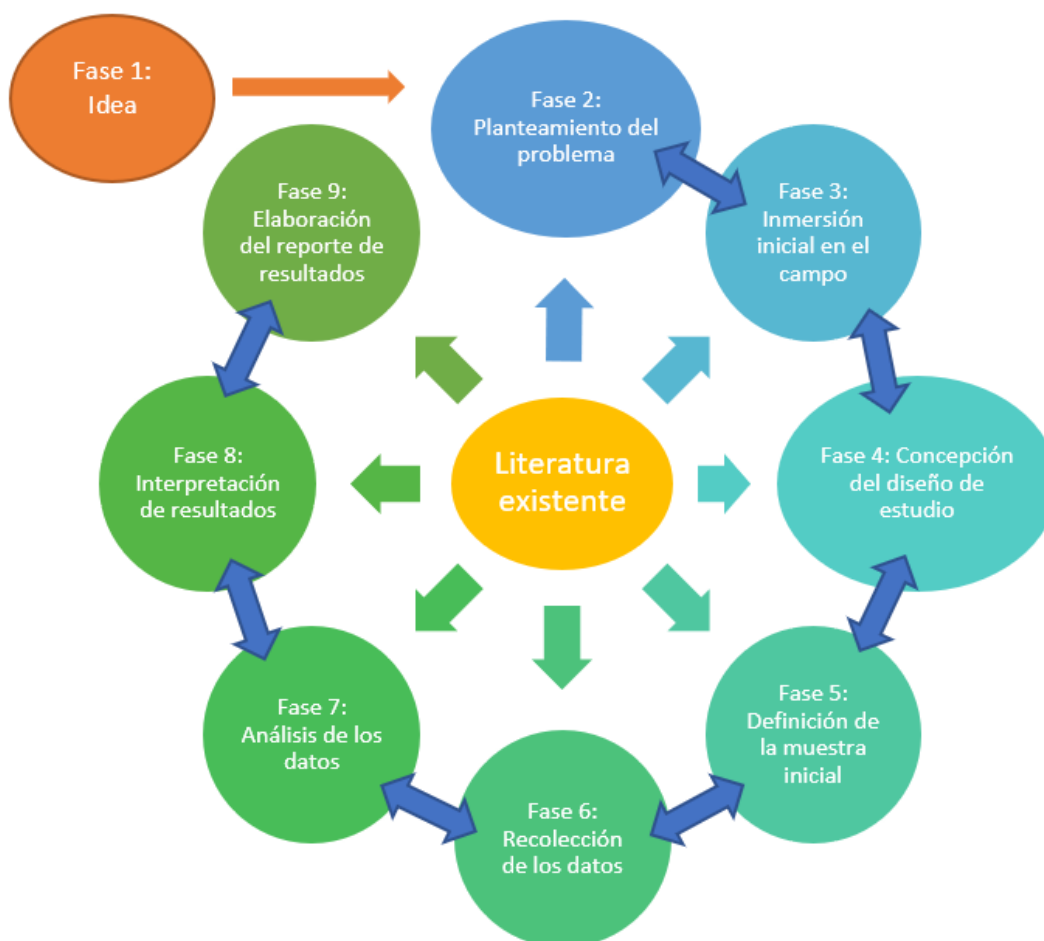 Fase 1:
Idea
Fase 2:
Planteamiento del
problema
Fase 3:
Inmersión
inicial en el
campo
Fase 4: Concepción
del diseño de
estudio
Fase 5:
Definición de
la muestra
inicial
Fase 6:
Recolección
de los datos
Fase 7:
Análisis de los
datos
Fase 8:
Interpretación
de resultados
Fase 9:
Elaboración
del reporte de
resultados
Literatura
existente